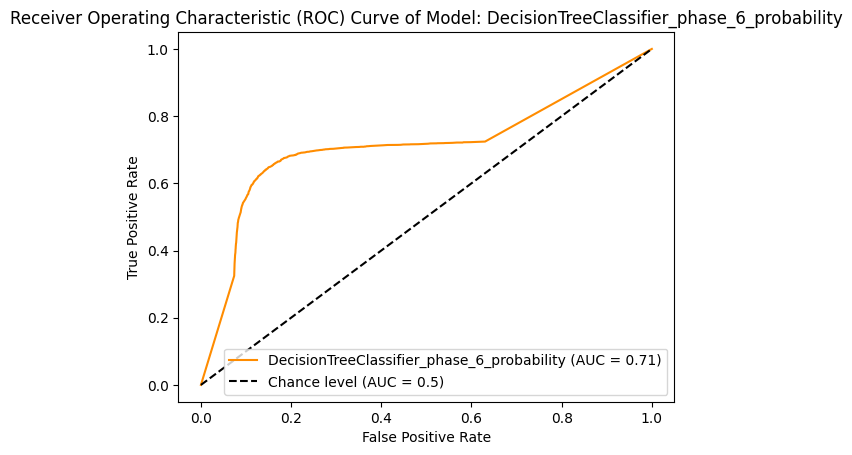 Receiver Operating Characteristic (ROC) Curve of Model: DecisionTreeClassifier_phase_6_probability
1.0
0.8
0.6
0.4
0.2
0.0
True Positive Rate
DecisionTreeClassifier_phase_6_probability (AUC = 0.71)
Chance level (AUC = 0.5)
0.0 0.2 0.4 0.6 0.8 1.0
False Positive Rate